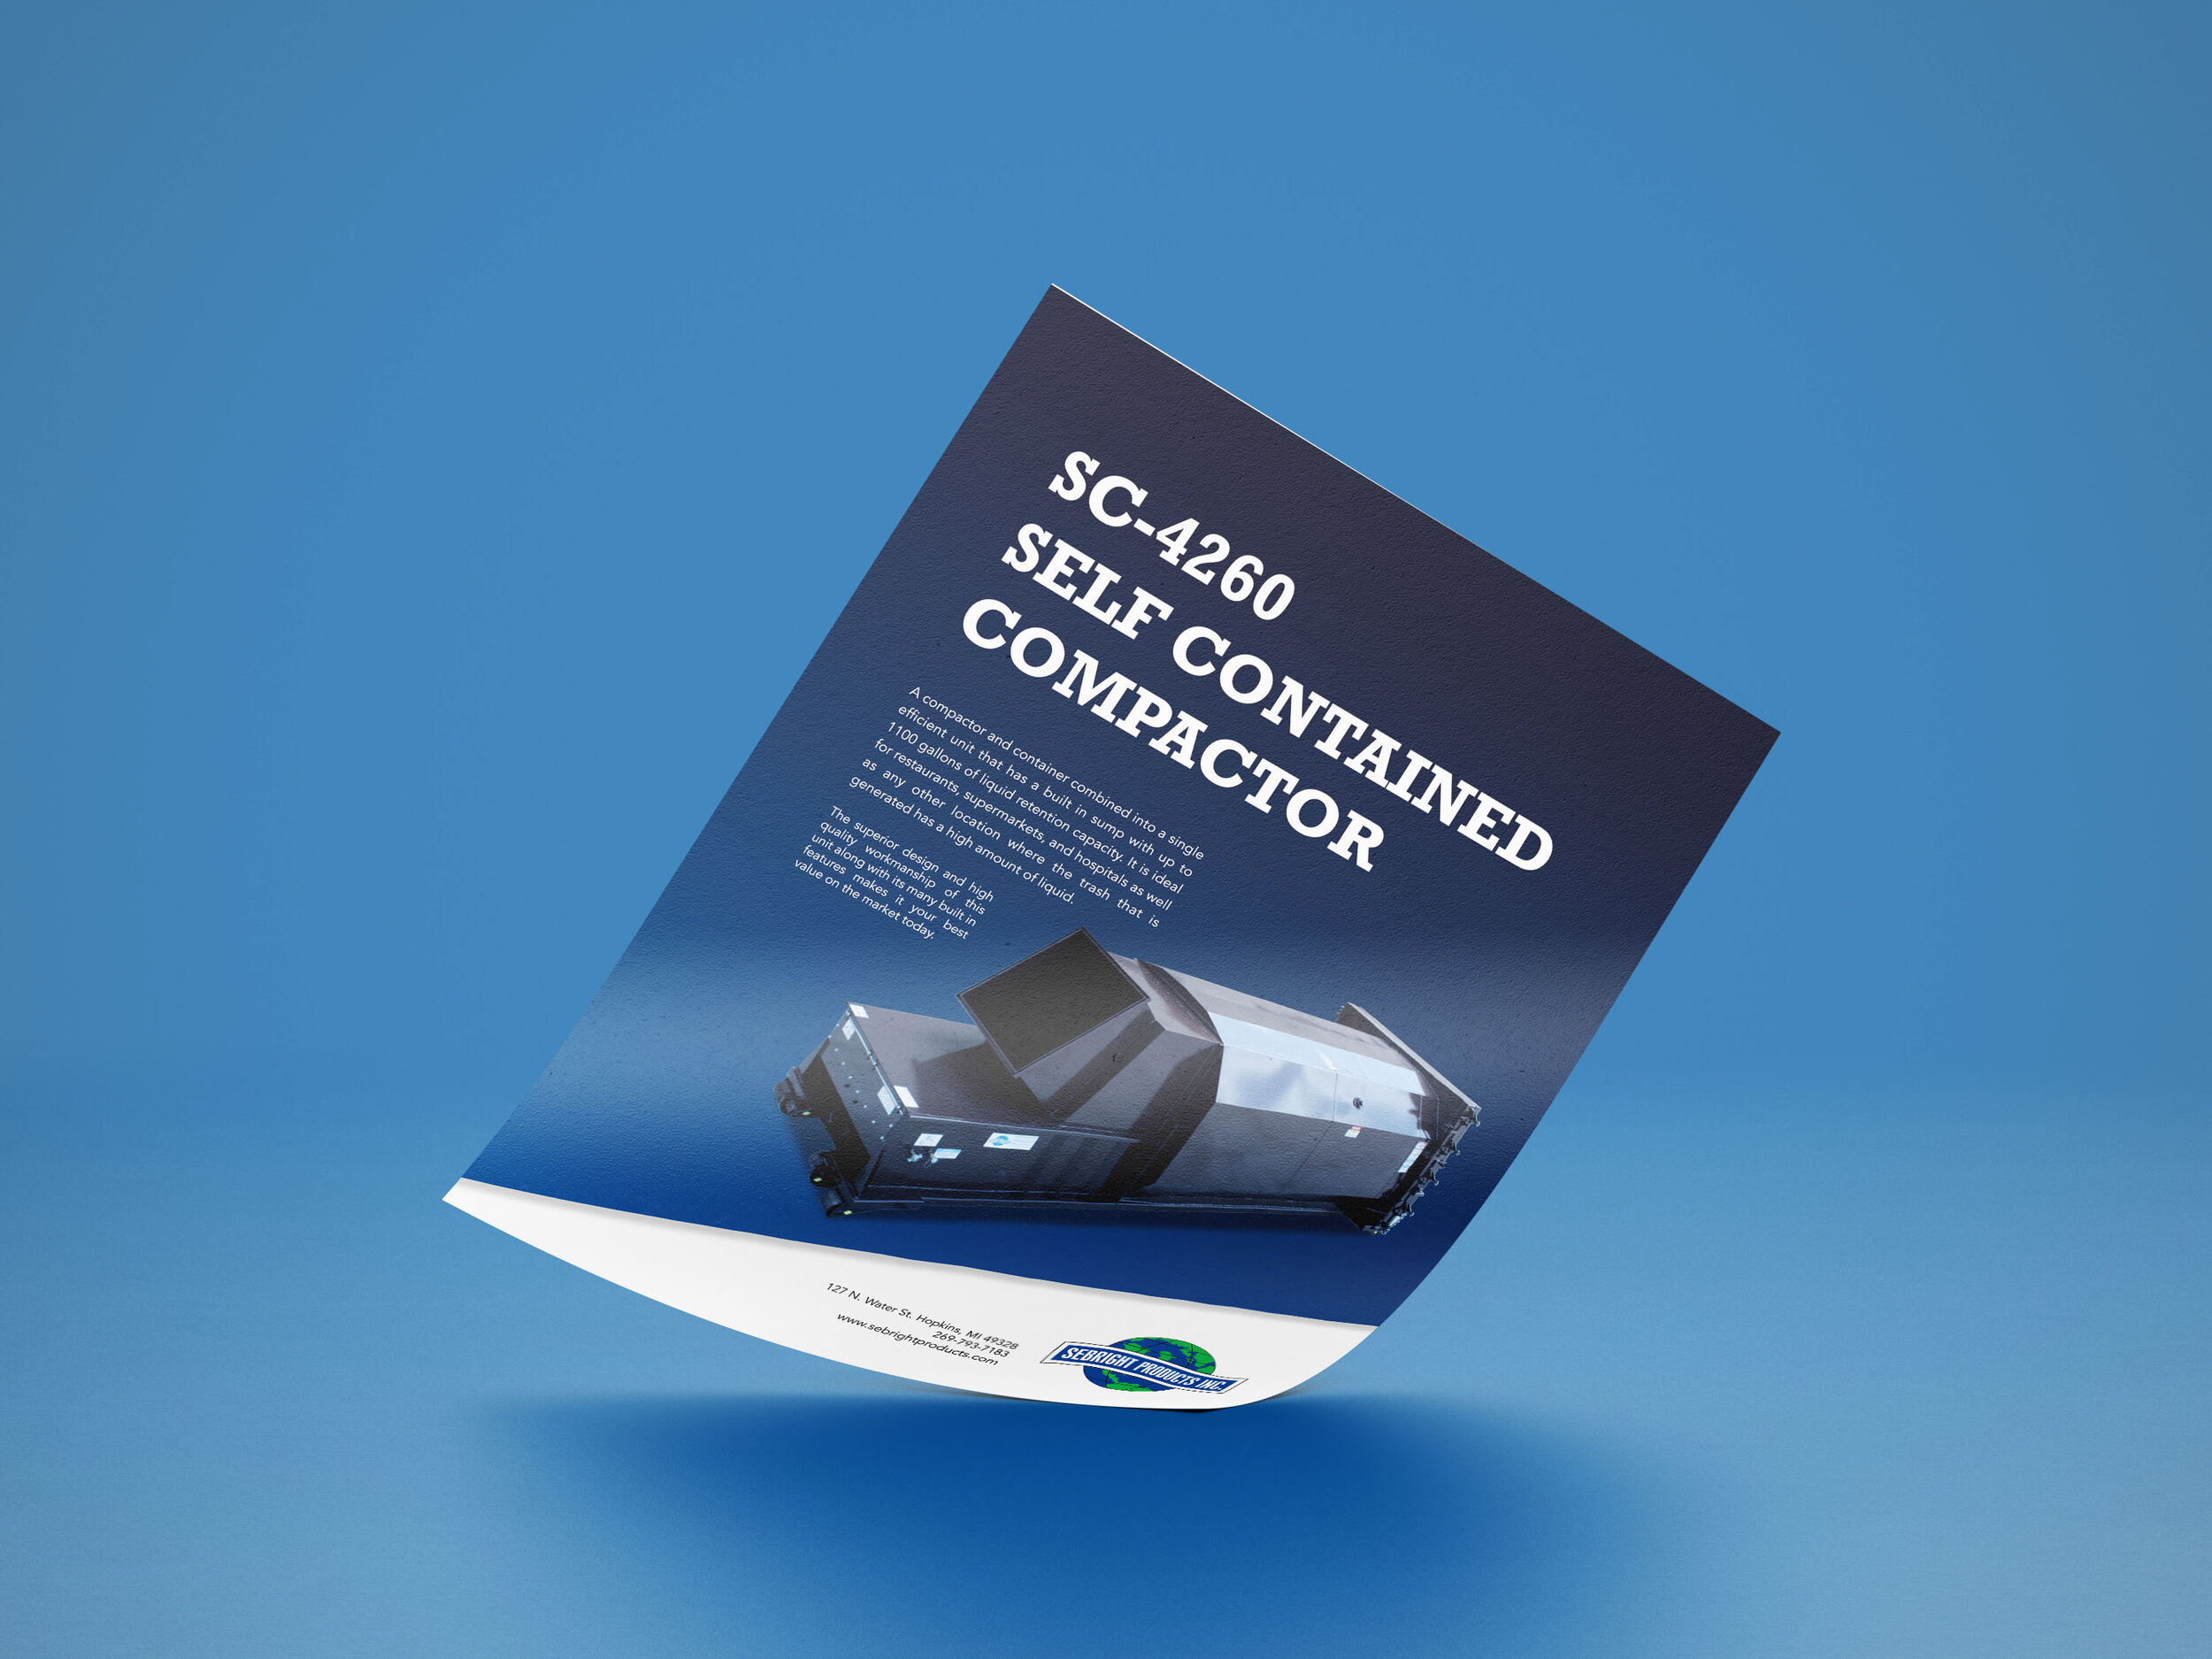 SC-4260
SELF CONTAINED
COMPACTOR
A compactor and container combined into a single
efficient unit that has a built in sump with up to
1100 gallons of liquid retention capacity. It is ideal
for restaurants, supermarkets, and hospitals as well
as any other location where the trash that is
generated has a high amount of liquid.
The superior design and high
quality workmanship of this
unit along with its many built in
features makes it your best
value on the market today.
127 N. Water St. Hopkins, MI 49328
269-793-7183
www.sebrightproducts.com
SEBRIGHT PRODUCTS INC.